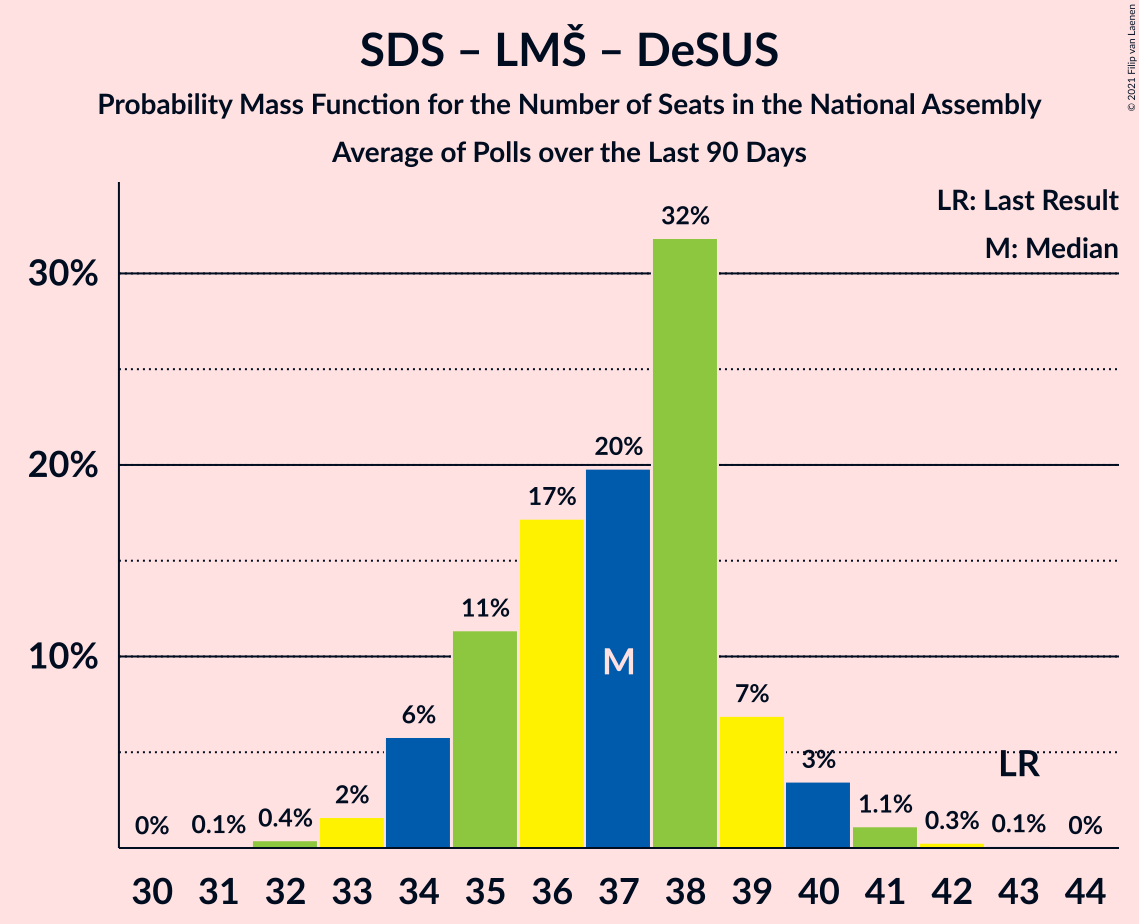 SDS – LMŠ – DeSUS
Probability Mass Function for the Number of Seats in the National Assembly
Average of Polls over the Last 90 Days
© 2021 Filip van Laenen
LR: Last Result
M: Median
30%
20%
10%
0%
0.1%
0.4%
2%
6%
11%
17%
20%
32%
7%
3%
1.1%
0.3%
0.1%
0%
M
LR
30 31 32 33 34 35 36 37 38 39 40 41 42 43 44